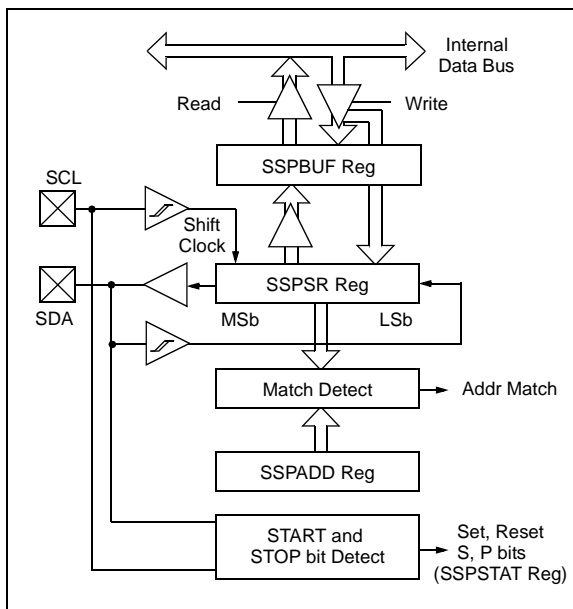 Internal
Data Bus
Read
Write
SSPBUF Reg
SCL
Shift
Clock
SSPSR Reg
SDA
MSb
LSb
Match Detect
Addr Match
SSPADD Reg
START and
STOP bit Detect
Set, Reset
S, P bits
(SSPSTAT Reg)